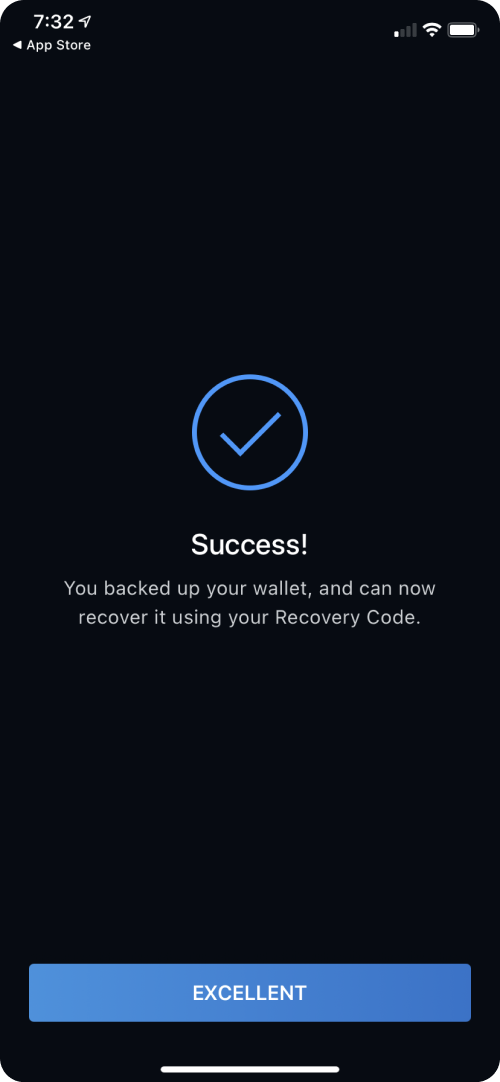 7:32
◀ App Store
Success!
You backed up your wallet, and can now
recover it using your Recovery Code.
EXCELLENT